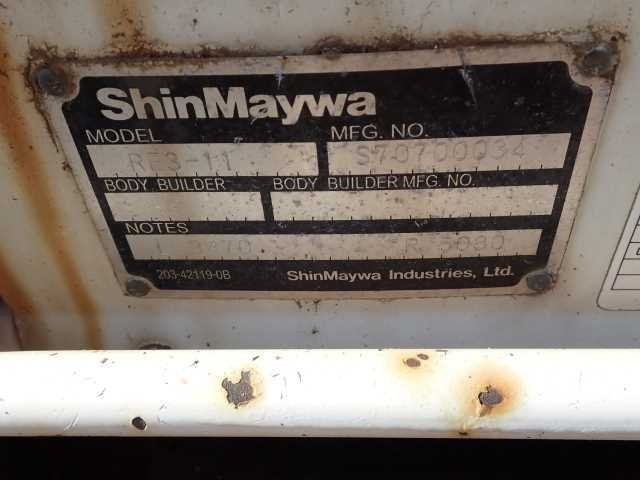 ShinMaywa
MODEL MFG. NO.
RF3-11 S70700034
BODY BUILDER BODY BUILDER MFG. NO.
NOTES
R 5030
203-42119-0B ShinMaywa Industries, Ltd.